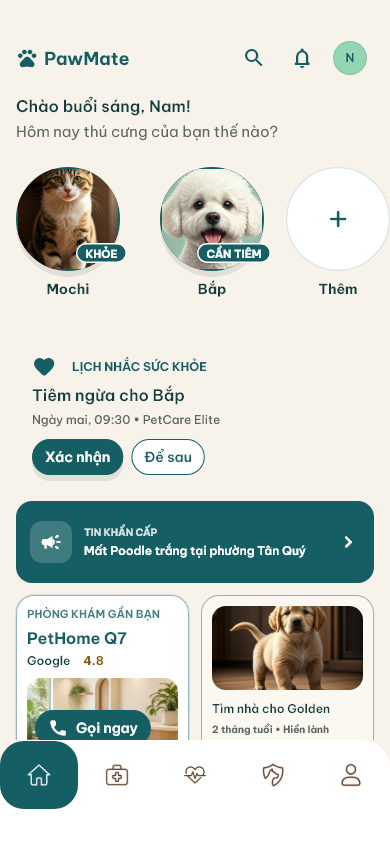 PawMate
N
Chào buổi sáng, Nam!
Hôm nay thú cưng của bạn thế nào?
KHỎE
CẦN TIÊM
Mochi
Bắp
Thêm
LỊCH NHẮC SỨC KHỎE
Tiêm ngừa cho Bắp
Ngày mai, 09:30 • PetCare Elite
Xác nhận
Để sau
TIN KHẨN CẤP
Mất Poodle trắng tại phường Tân Quý
PHÒNG KHÁM GẦN BẠN
PetHome Q7
Google 4.8
Gọi ngay
Tìm nhà cho Golden
2 tháng tuổi • Hiền lành